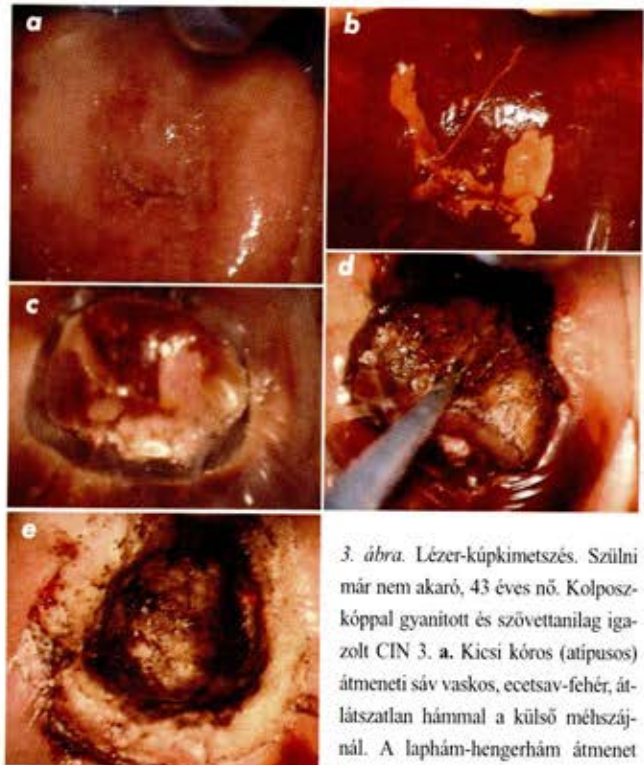 a
b
c
d
e
3. ábra. Lézer-kúpkimetszés. Szülni
már nem akaró, 43 éves nő. Kolposz-
kóppal gyanított és szövettanilag iga-
zolt CIN 3. a. Kicsi kóros (atípusos)
átmeneti sáv vaskos, ecetsav-fehér, át-
látszatlan hámmal a külső méhszáj-
nál. A laphám-hengerhám átmenet